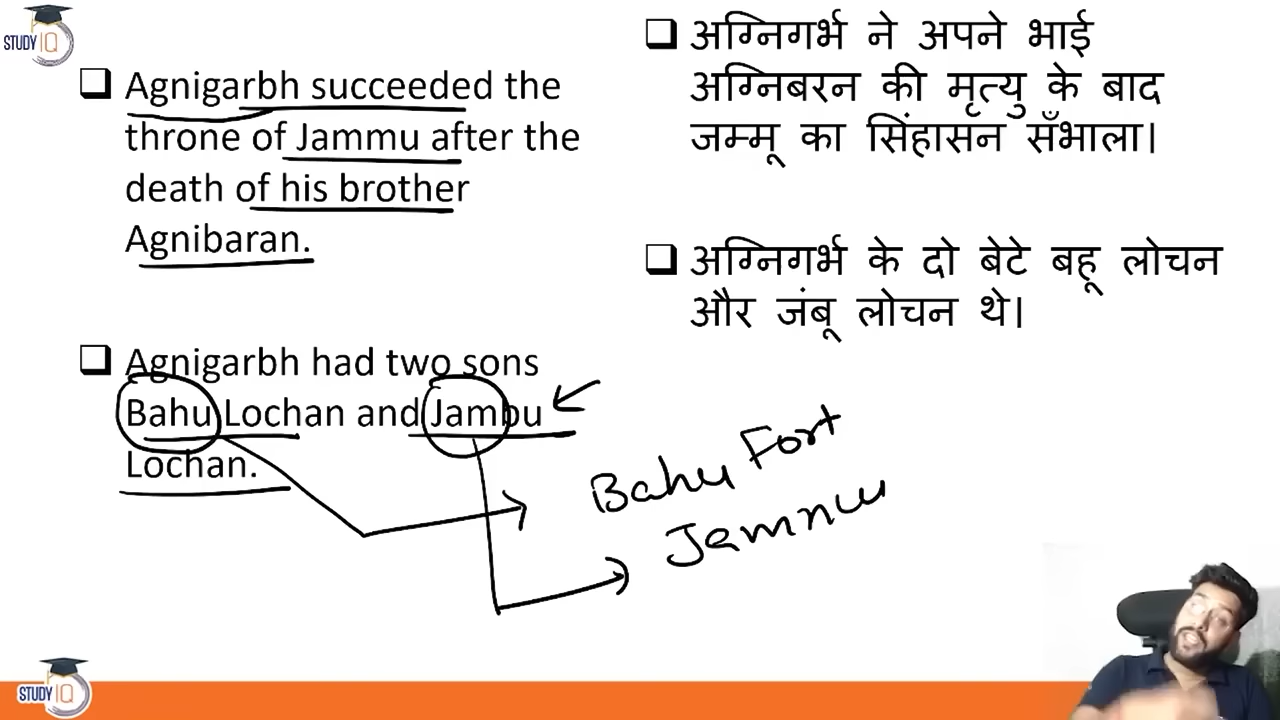 STUDY IQ
Agnigarbh succeeded the
throne of Jammu after the
death of his brother
Agnibaran.
Agnigarbh had two sons
Bahu Lochan and Jambu
Lochan.
अग्निगर्भ ने अपने भाई
अग्निबरन की मृत्यु के बाद
जम्मू का सिंहासन सँभाला।
अग्निगर्भ के दो बेटे बहू लोचन
और जंबू लोचन थे।
Bahu Fort
Jammu
STUDY IQ